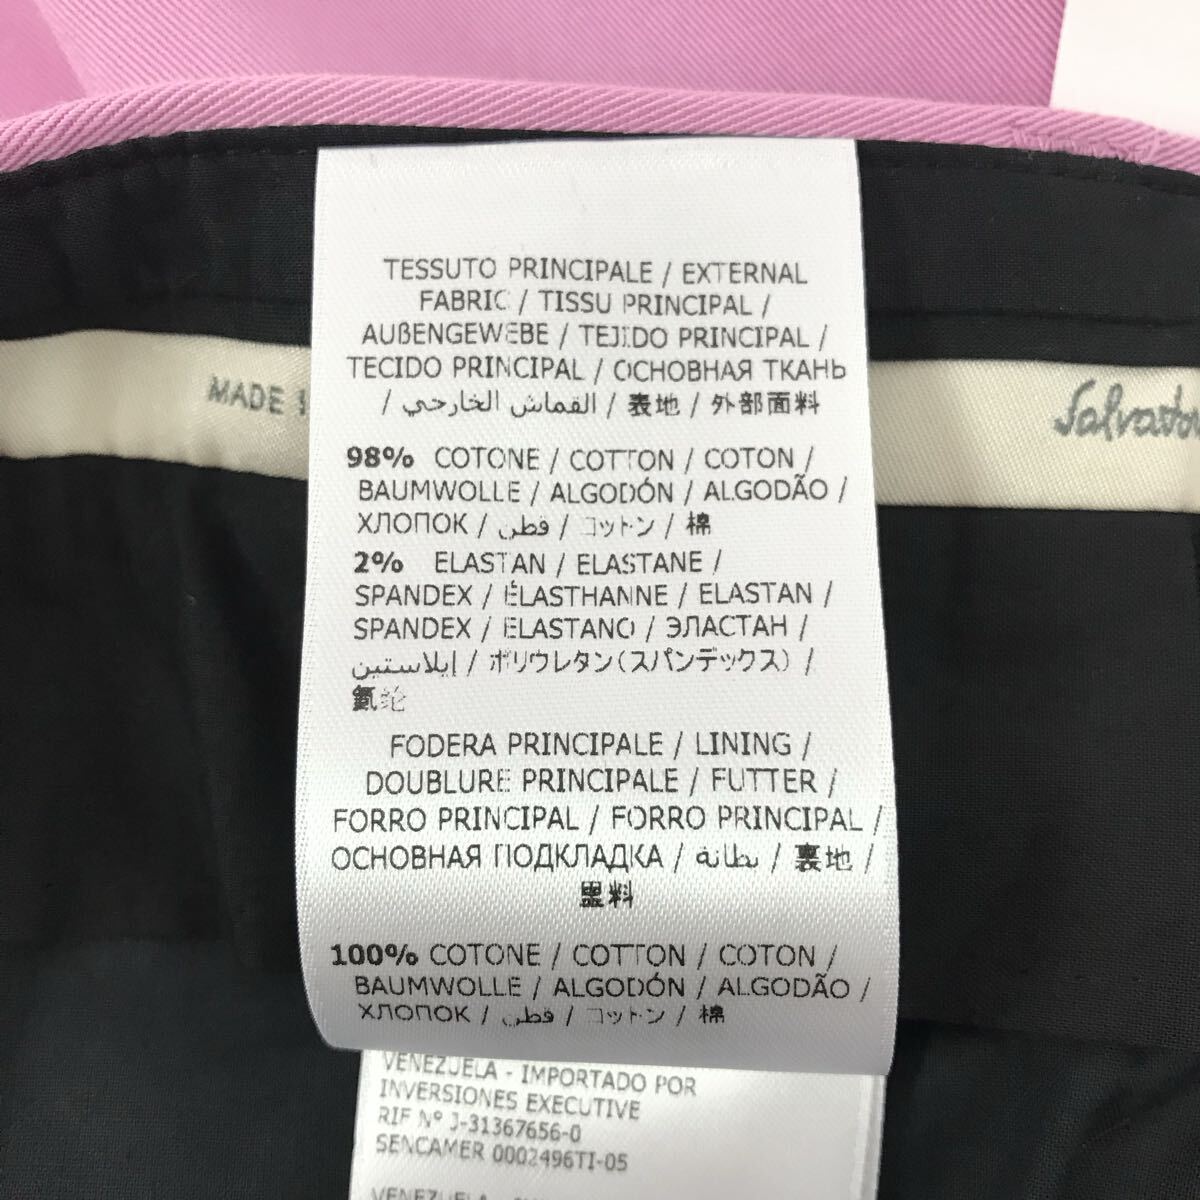 TESSUTO PRINCIPALE / EXTERNAL
FABRIC / TISSU PRINCIPAL /
AUßENGEWEBE / TEJIDO PRINCIPAL /
TECIDO PRINCIPAL / ОСНОВНАЯ ТКАНЬ
/ القماش الخارجي / 表地 / 外部面料
MADE
Salvator
98% COTONE / COTTON / COTON /
BAUMWOLLE / ALGODÓN / ALGODÃO /
ХЛОПОК / قطن / コットン / 棉
2% ELASTAN / ELASTANE /
SPANDEX / ÉLASTHANNE / ELASTAN /
SPANDEX / ELASTANO / ЭЛАСТАН /
إيلاستين / ポリウレタン(スパンデックス) /
氨纶
FODERA PRINCIPALE / LINING /
DOUBLURE PRINCIPALE / FUTTER /
FORRO PRINCIPAL / FORRO PRINCIPAL /
ОСНОВНАЯ ПОДКЛАДКА / بطانة / 裏地 /
里料
100% COTONE / COTTON / COTON /
BAUMWOLLE / ALGODÓN / ALGODÃO /
ХЛОПОК / قطن / コットン / 棉
VENEZUELA - IMPORTADO POR
INVERSIONES EXECUTIVE
RIF Nº J-31367656-0
SENCAMER 0002496TI-05
VENEZUELA -